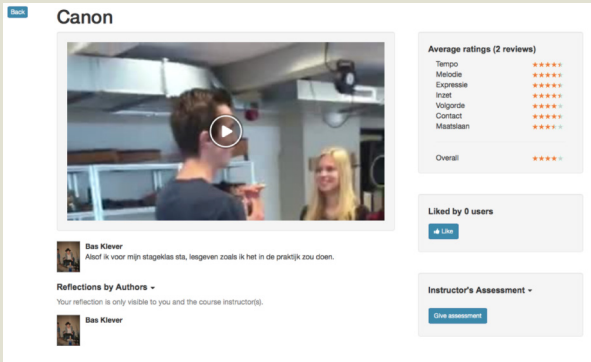 Back
Canon
Bas Klever
Alsof ik voor mijn stageklas sta, lesgeven zoals ik het in de praktijk zou doen.
Reflections by Authors
Your reflection is only visible to you and the course instructor(s).
Bas Klever
Average ratings (2 reviews)
Tempo
Melodie
Expressie
Inzet
Volgorde
Contact
Maatslaan
Overall
Liked by 0 users
Like
Instructor's Assessment
Give assessment